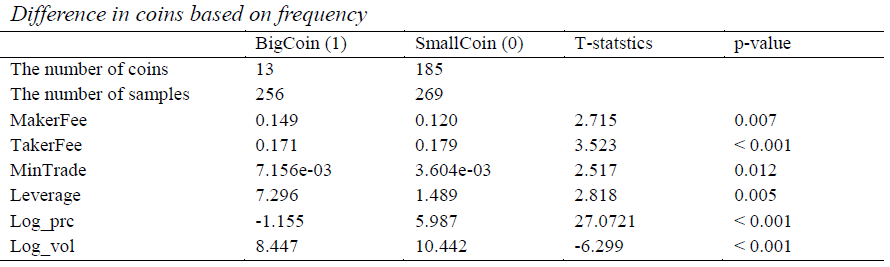 Difference in coins based on frequency
BigCoin (1) SmallCoin (0) T-statstics p-value
The number of coins 13 185
The number of samples 256 269
MakerFee 0.149 0.120 2.715 0.007
TakerFee 0.171 0.179 3.523 < 0.001
MinTrade 7.156e-03 3.604e-03 2.517 0.012
Leverage 7.296 1.489 2.818 0.005
Log_prc -1.155 5.987 27.0721 < 0.001
Log_vol 8.447 10.442 -6.299 < 0.001